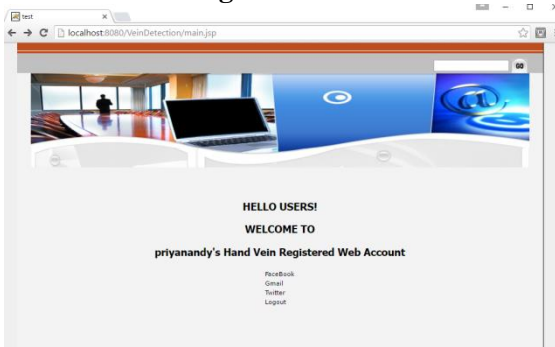 test
localhost:8080/VeinDetection/main.jsp
GO
@
HELLO USERS!
WELCOME TO
priyanandy's Hand Vein Registered Web Account
FaceBook
Gmail
Twitter
Logout